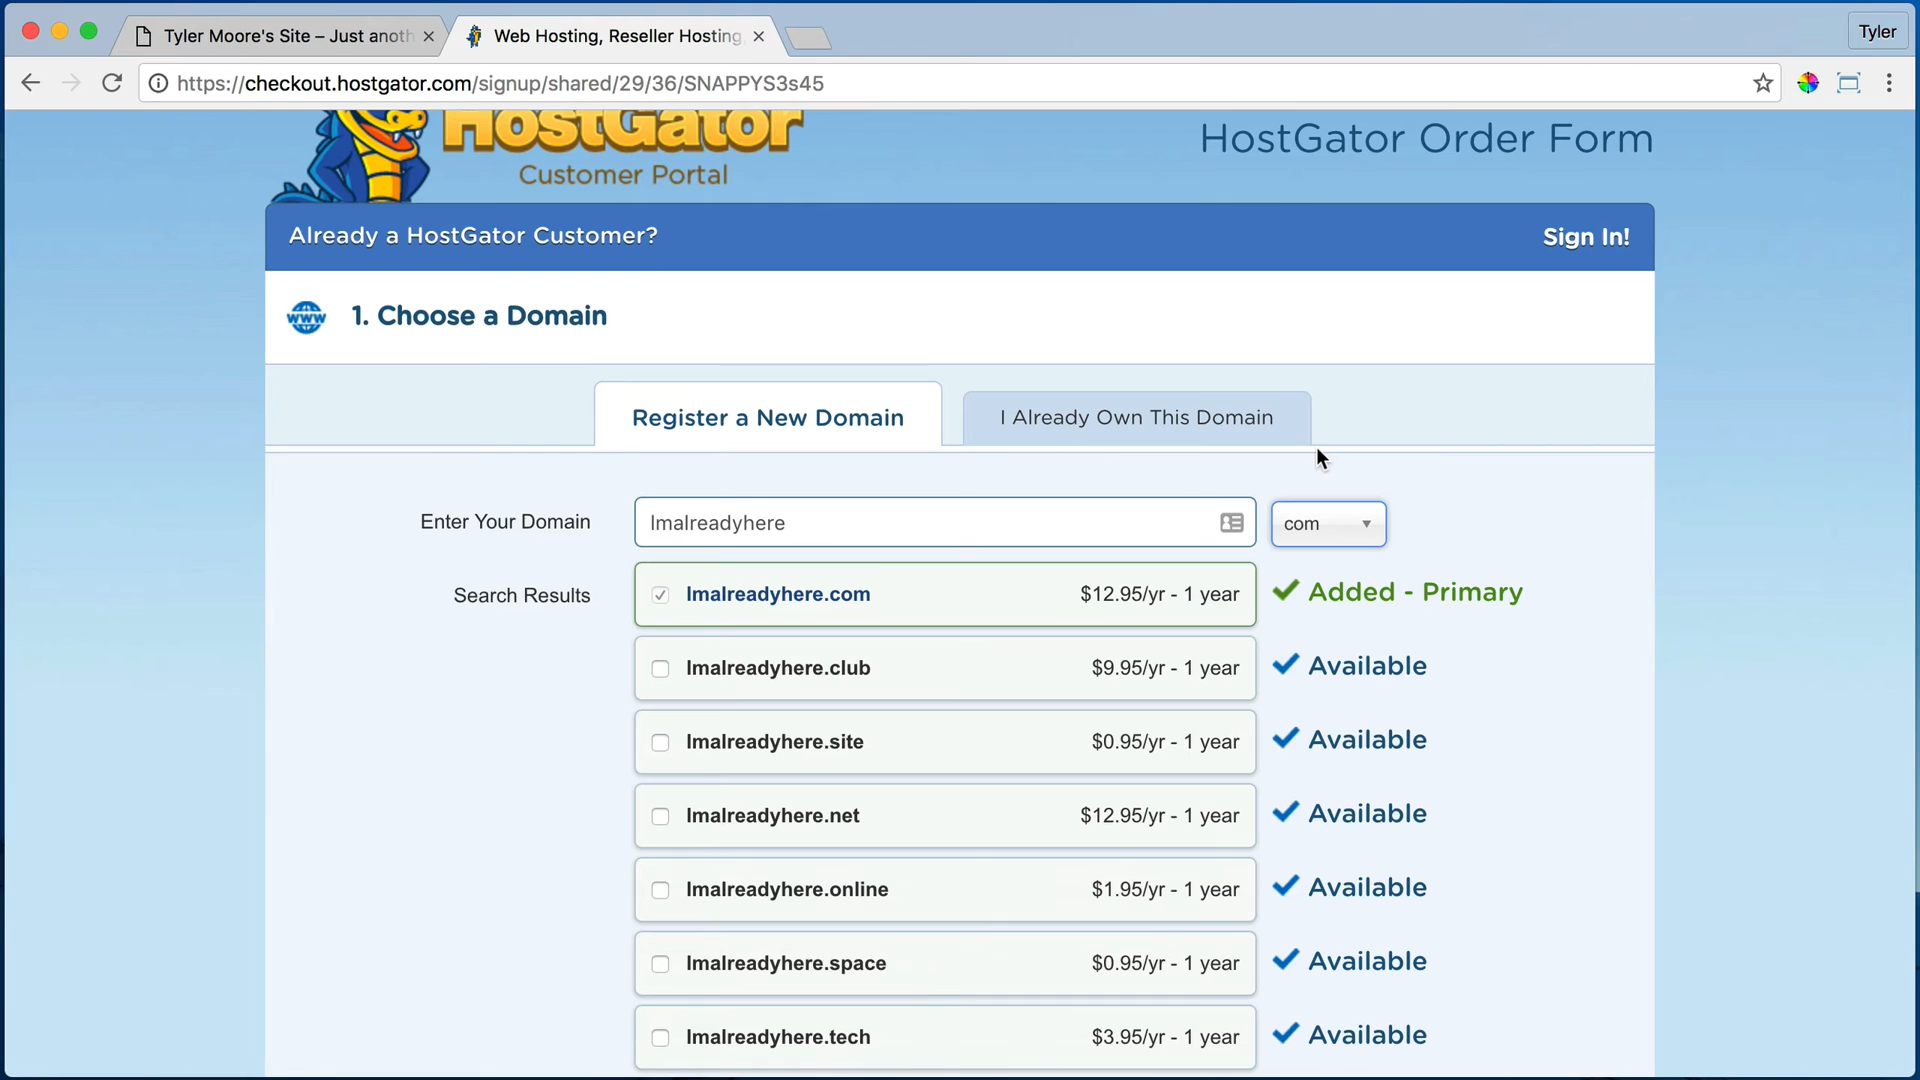 Tyler Moore's Site – Just anoth
Web Hosting, Reseller Hosting,
Tyler
https://checkout.hostgator.com/signup/shared/29/36/SNAPPYS3s45
HostGator
Customer Portal
HostGator Order Form
Already a HostGator Customer?
Sign In!
www
1. Choose a Domain
Register a New Domain
I Already Own This Domain
Enter Your Domain
Imalreadyhere
com
Search Results
Imalreadyhere.com $12.95/yr - 1 year Added - Primary
Imalreadyhere.club $9.95/yr - 1 year Available
Imalreadyhere.site $0.95/yr - 1 year Available
Imalreadyhere.net $12.95/yr - 1 year Available
Imalreadyhere.online $1.95/yr - 1 year Available
Imalreadyhere.space $0.95/yr - 1 year Available
Imalreadyhere.tech $3.95/yr - 1 year Available